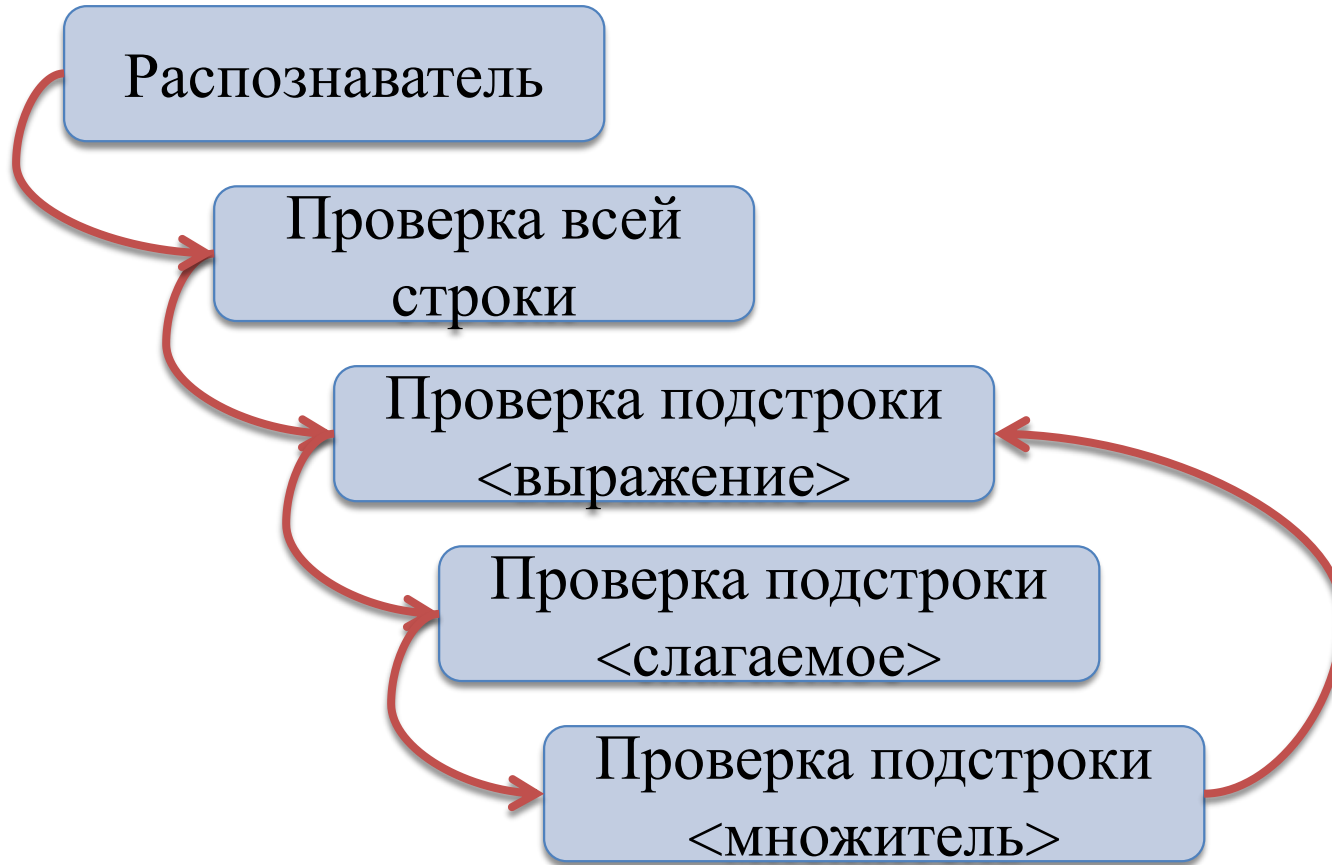 Распознаватель
Проверка всей
строки
Проверка подстроки
<выражение>
Проверка подстроки
<слагаемое>
Проверка подстроки
<множитель>